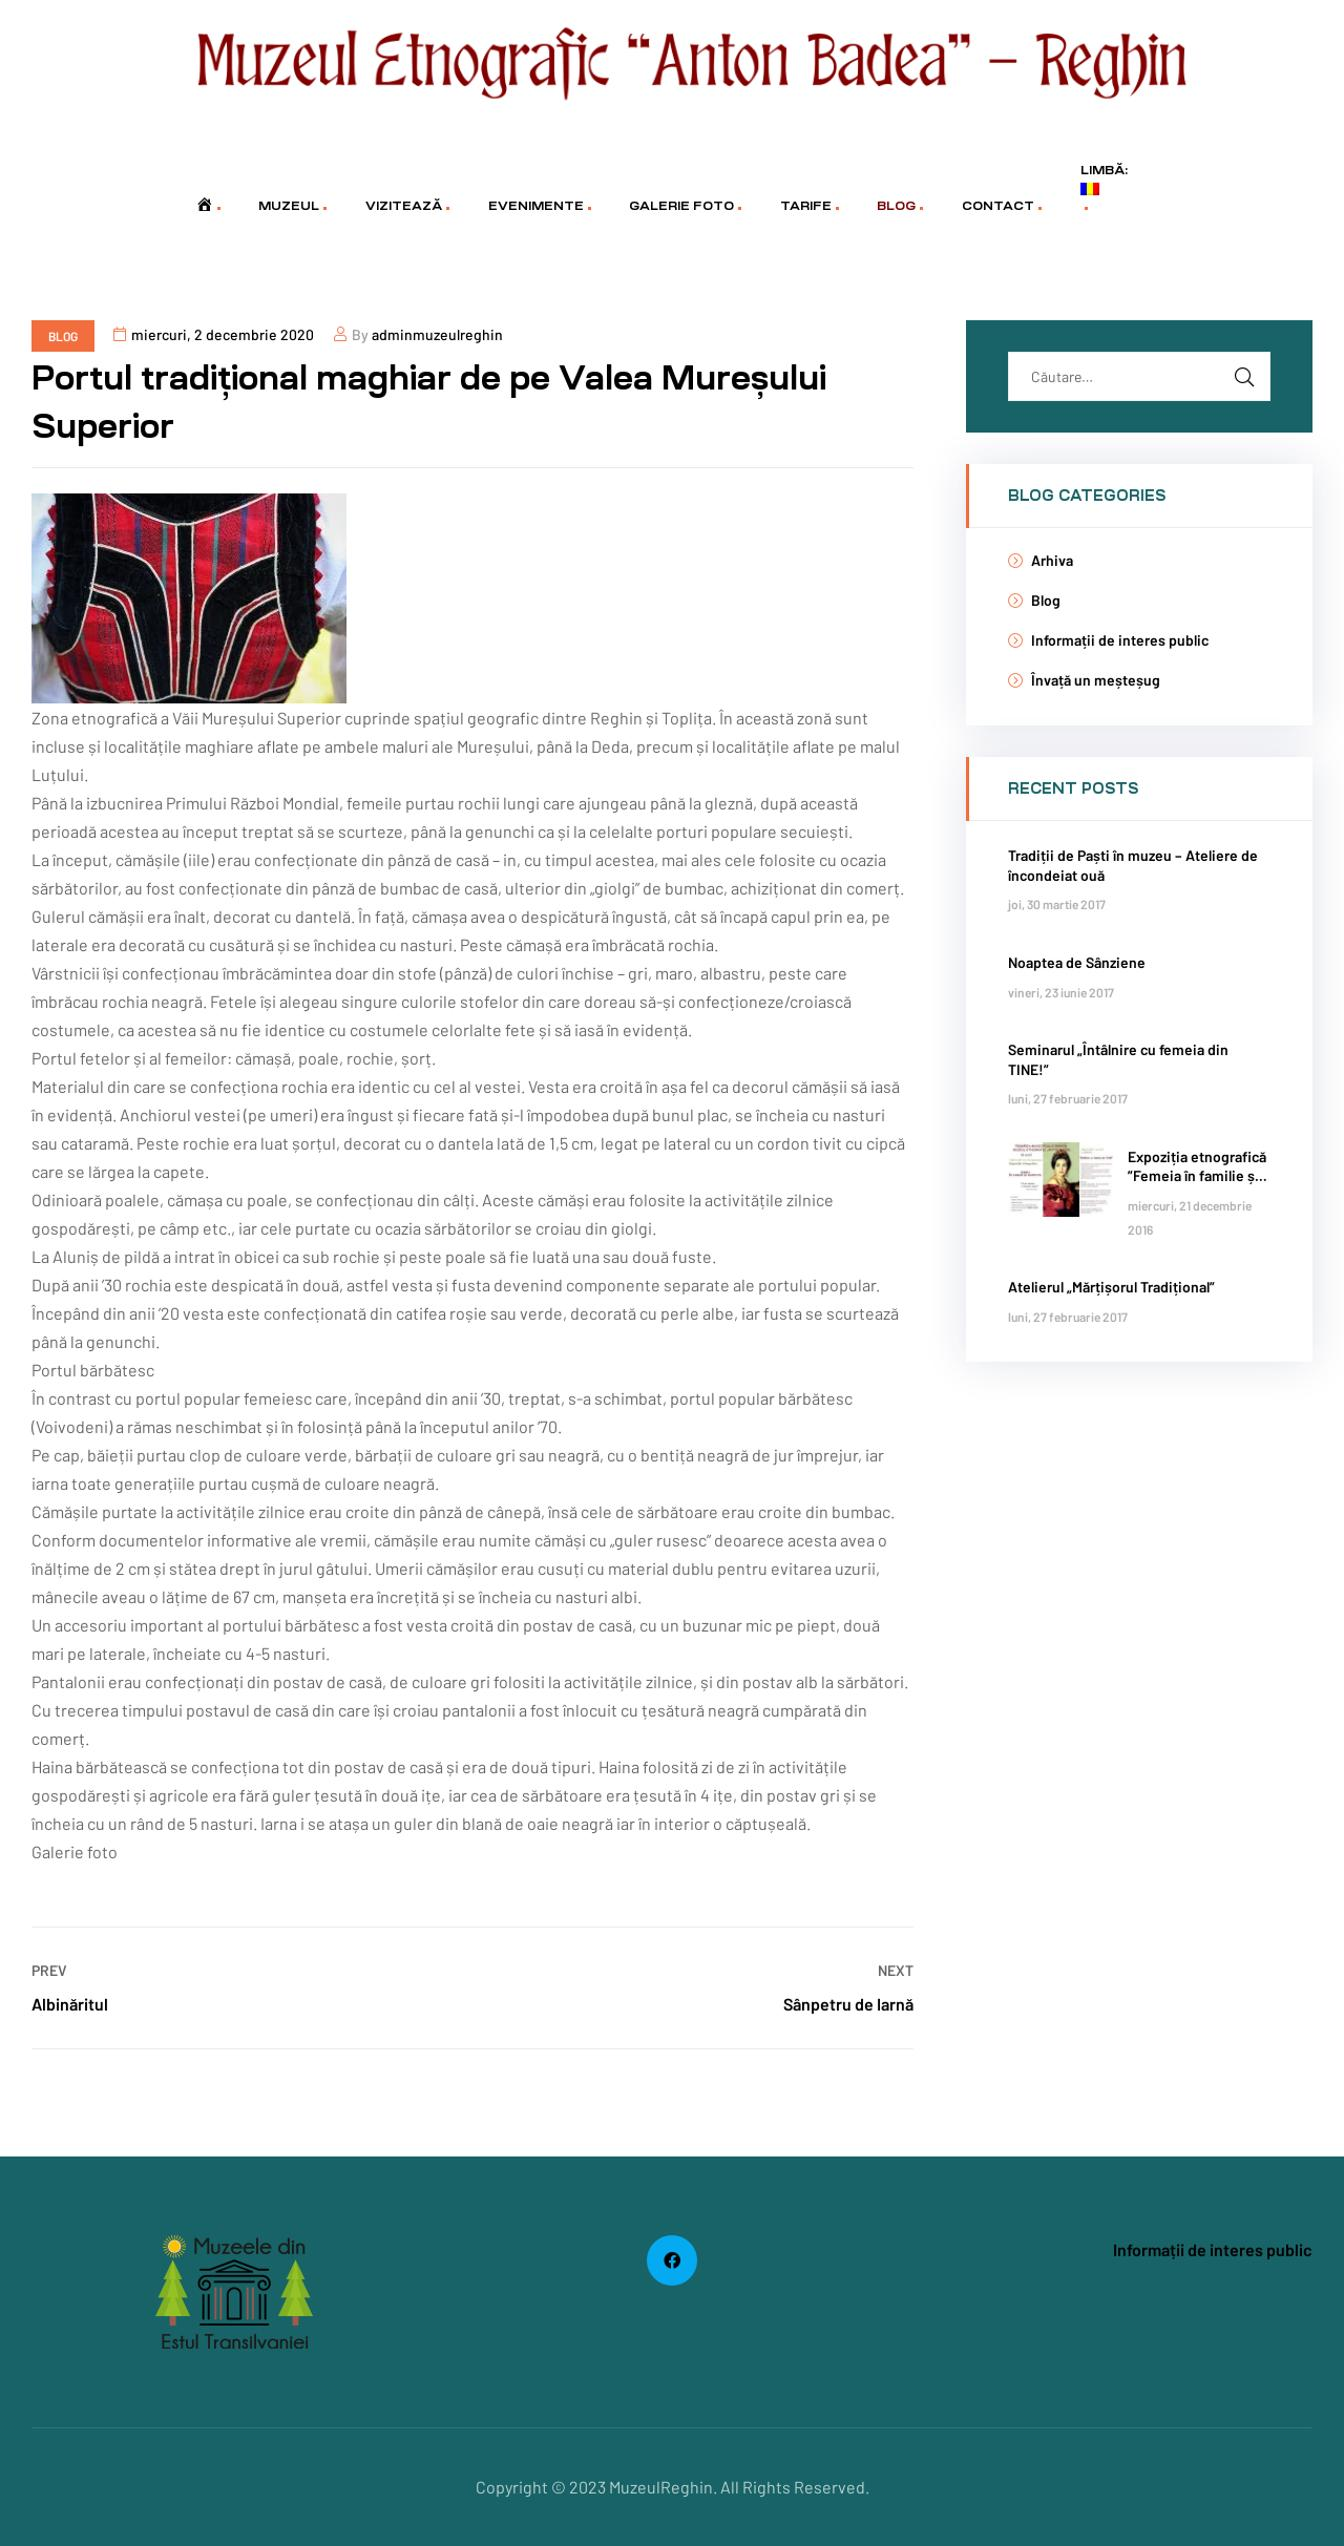 Muzeul Etnografic “Anton Badea” – Reghin
LIMBĂ:
MUZEUL
VIZITEAZĂ
EVENIMENTE
GALERIE FOTO
TARIFE
BLOG
CONTACT
BLOG
miercuri, 2 decembrie 2020
By adminmuzeulreghin
Portul tradițional maghiar de pe Valea Mureșului
Superior
Zona etnografică a Văii Mureșului Superior cuprinde spațiul geografic dintre Reghin și Toplița. În această zonă sunt
incluse și localitățile maghiare aflate pe ambele maluri ale Mureșului, până la Deda, precum și localitățile aflate pe malul
Luțului.
Până la izbucnirea Primului Război Mondial, femeile purtau rochii lungi care ajungeau până la gleznă, după această
perioadă acestea au început treptat să se scurteze, până la genunchi ca și la celelalte porturi populare secuiești.
La început, cămășile (iile) erau confecționate din pânză de casă – in, cu timpul acestea, mai ales cele folosite cu ocazia
sărbătorilor, au fost confecționate din pânză de bumbac de casă, ulterior din „giolgi” de bumbac, achiziționat din comerț.
Gulerul cămășii era înalt, decorat cu dantelă. În față, cămașa avea o despicătură îngustă, cât să încapă capul prin ea, pe
laterale era decorată cu cusătură și se închidea cu nasturi. Peste cămașă era îmbrăcată rochia.
Vârstnicii își confecționau îmbrăcămintea doar din stofe (pânză) de culori închise – gri, maro, albastru, peste care
îmbrăcau rochia neagră. Fetele își alegeau singure culorile stofelor din care doreau să-și confecționeze/croiască
costumele, ca acestea să nu fie identice cu costumele celorlalte fete și să iasă în evidență.
Portul fetelor și al femeilor: cămașă, poale, rochie, șorț.
Materialul din care se confecționa rochia era identic cu cel al vestei. Vesta era croită în așa fel ca decorul cămășii să iasă
în evidență. Anchiorul vestei (pe umeri) era îngust și fiecare fată și-l împodobea după bunul plac, se încheia cu nasturi
sau cataramă. Peste rochie era luat șorțul, decorat cu o dantela lată de 1,5 cm, legat pe lateral cu un cordon tivit cu cipcă
care se lărgea la capete.
Odinioară poalele, cămașa cu poale, se confecționau din câlți. Aceste cămăși erau folosite la activitățile zilnice
gospodărești, pe câmp etc., iar cele purtate cu ocazia sărbătorilor se croiau din giolgi.
La Aluniș de pildă a intrat în obicei ca sub rochie și peste poale să fie luată una sau două fuste.
După anii ’30 rochia este despicată în două, astfel vesta și fusta devenind componente separate ale portului popular.
Începând din anii ’20 vesta este confecționată din catifea roșie sau verde, decorată cu perle albe, iar fusta se scurtează
până la genunchi.
Portul bărbătesc
În contrast cu portul popular femeiesc care, începând din anii ’30, treptat, s-a schimbat, portul popular bărbătesc
(Voivodeni) a rămas neschimbat și în folosință până la începutul anilor ’70.
Pe cap, băieții purtau clop de culoare verde, bărbații de culoare gri sau neagră, cu o bentiță neagră de jur împrejur, iar
iarna toate generațiile purtau cușmă de culoare neagră.
Cămășile purtate la activitățile zilnice erau croite din pânză de cânepă, însă cele de sărbătoare erau croite din bumbac.
Conform documentelor informative ale vremii, cămășile erau numite cămăși cu „guler rusesc” deoarece acesta avea o
înălțime de 2 cm și stătea drept în jurul gâtului. Umerii cămășilor erau cusuți cu material dublu pentru evitarea uzurii,
mânecile aveau o lățime de 67 cm, manșeta era încrețită și se încheia cu nasturi albi.
Un accesoriu important al portului bărbătesc a fost vesta croită din postav de casă, cu un buzunar mic pe piept, două
mari pe laterale, încheiate cu 4-5 nasturi.
Pantalonii erau confecționați din postav de casă, de culoare gri folositi la activitățile zilnice, și din postav alb la sărbători.
Cu trecerea timpului postavul de casă din care își croiau pantalonii a fost înlocuit cu țesătură neagră cumpărată din
comerț.
Haina bărbătească se confecționa tot din postav de casă și era de două tipuri. Haina folosită zi de zi în activitățile
gospodărești și agricole era fără guler țesută în două ițe, iar cea de sărbătoare era țesută în 4 ițe, din postav gri și se
încheia cu un rând de 5 nasturi. Iarna i se atașa un guler din blană de oaie neagră iar în interior o căptușeală.
Galerie foto
PREV
Albinăritul
NEXT
Sânpetru de Iarnă
Căutare...
BLOG CATEGORIES
Arhiva
Blog
Informații de interes public
Învață un meșteșug
RECENT POSTS
Tradiții de Paști în muzeu – Ateliere de
încondeiat ouă
joi, 30 martie 2017
Noaptea de Sânziene
vineri, 23 iunie 2017
Seminarul „Întâlnire cu femeia din
TINE!”
luni, 27 februarie 2017
Expoziția etnografică
“Femeia în familie ș...
miercuri, 21 decembrie
2016
Atelierul „Mărțișorul Tradițional”
luni, 27 februarie 2017
Muzeele din
Estul Transilvaniei
Informații de interes public
Copyright © 2023 MuzeulReghin. All Rights Reserved.